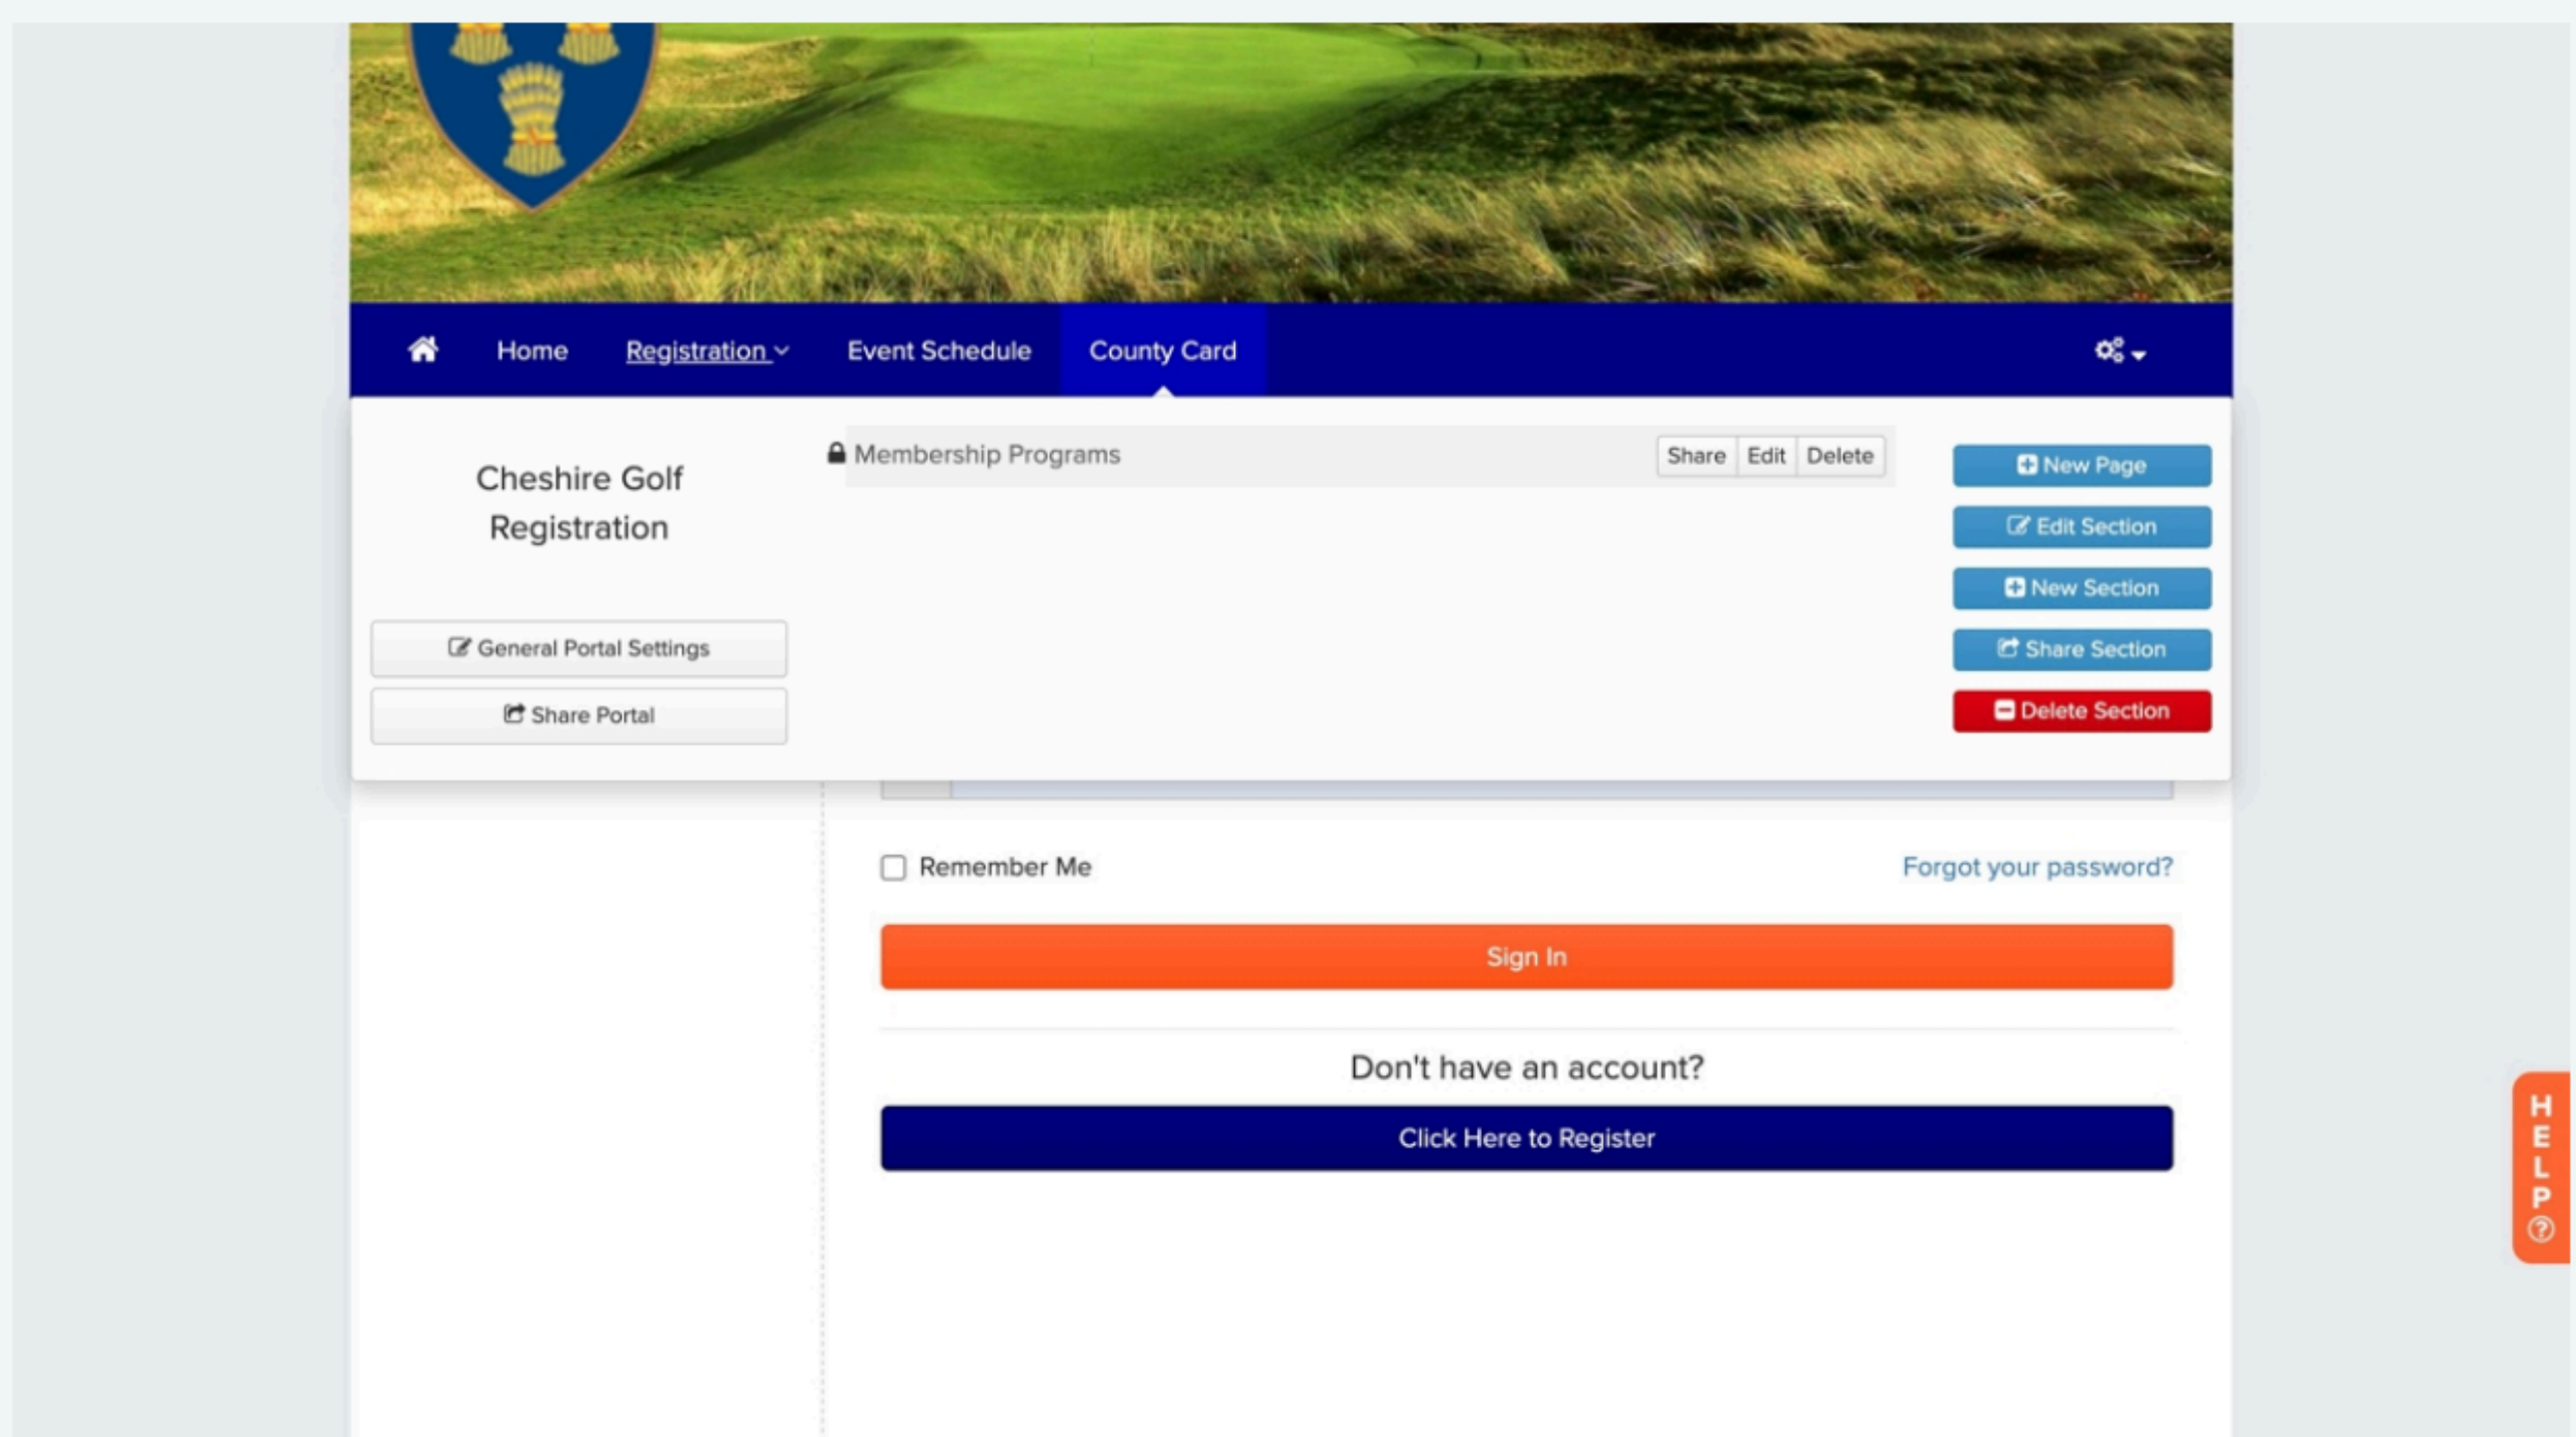 Home Registration Event Schedule County Card
Cheshire Golf
Registration
General Portal Settings
Share Portal
Membership Programs
Share Edit Delete
New Page
Edit Section
New Section
Share Section
Delete Section
Remember Me
Forgot your password?
Sign In
Don't have an account?
Click Here to Register
HELP